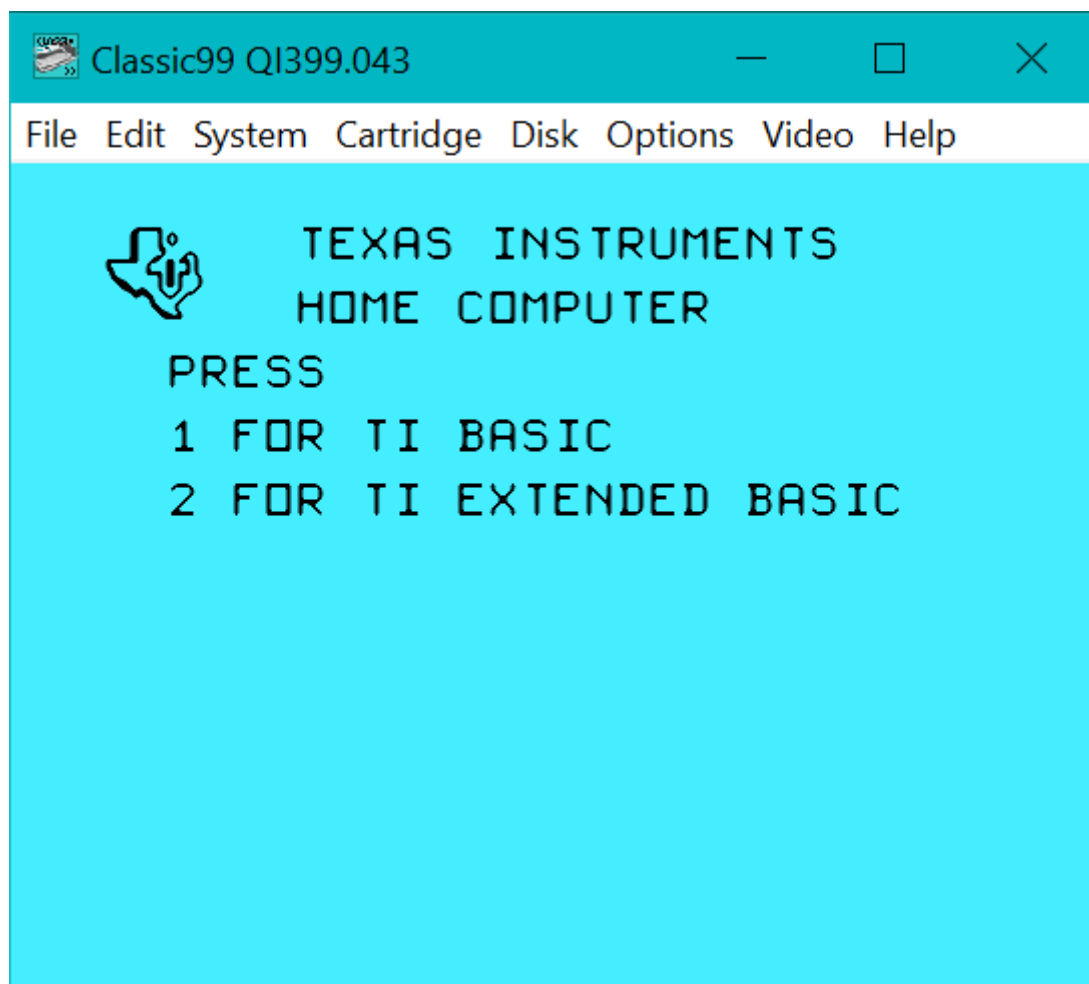 Classic99 QI399.043
File Edit System Cartridge Disk Options Video Help
TEXAS INSTRUMENTS
HOME COMPUTER
PRESS
1 FOR TI BASIC
2 FOR TI EXTENDED BASIC